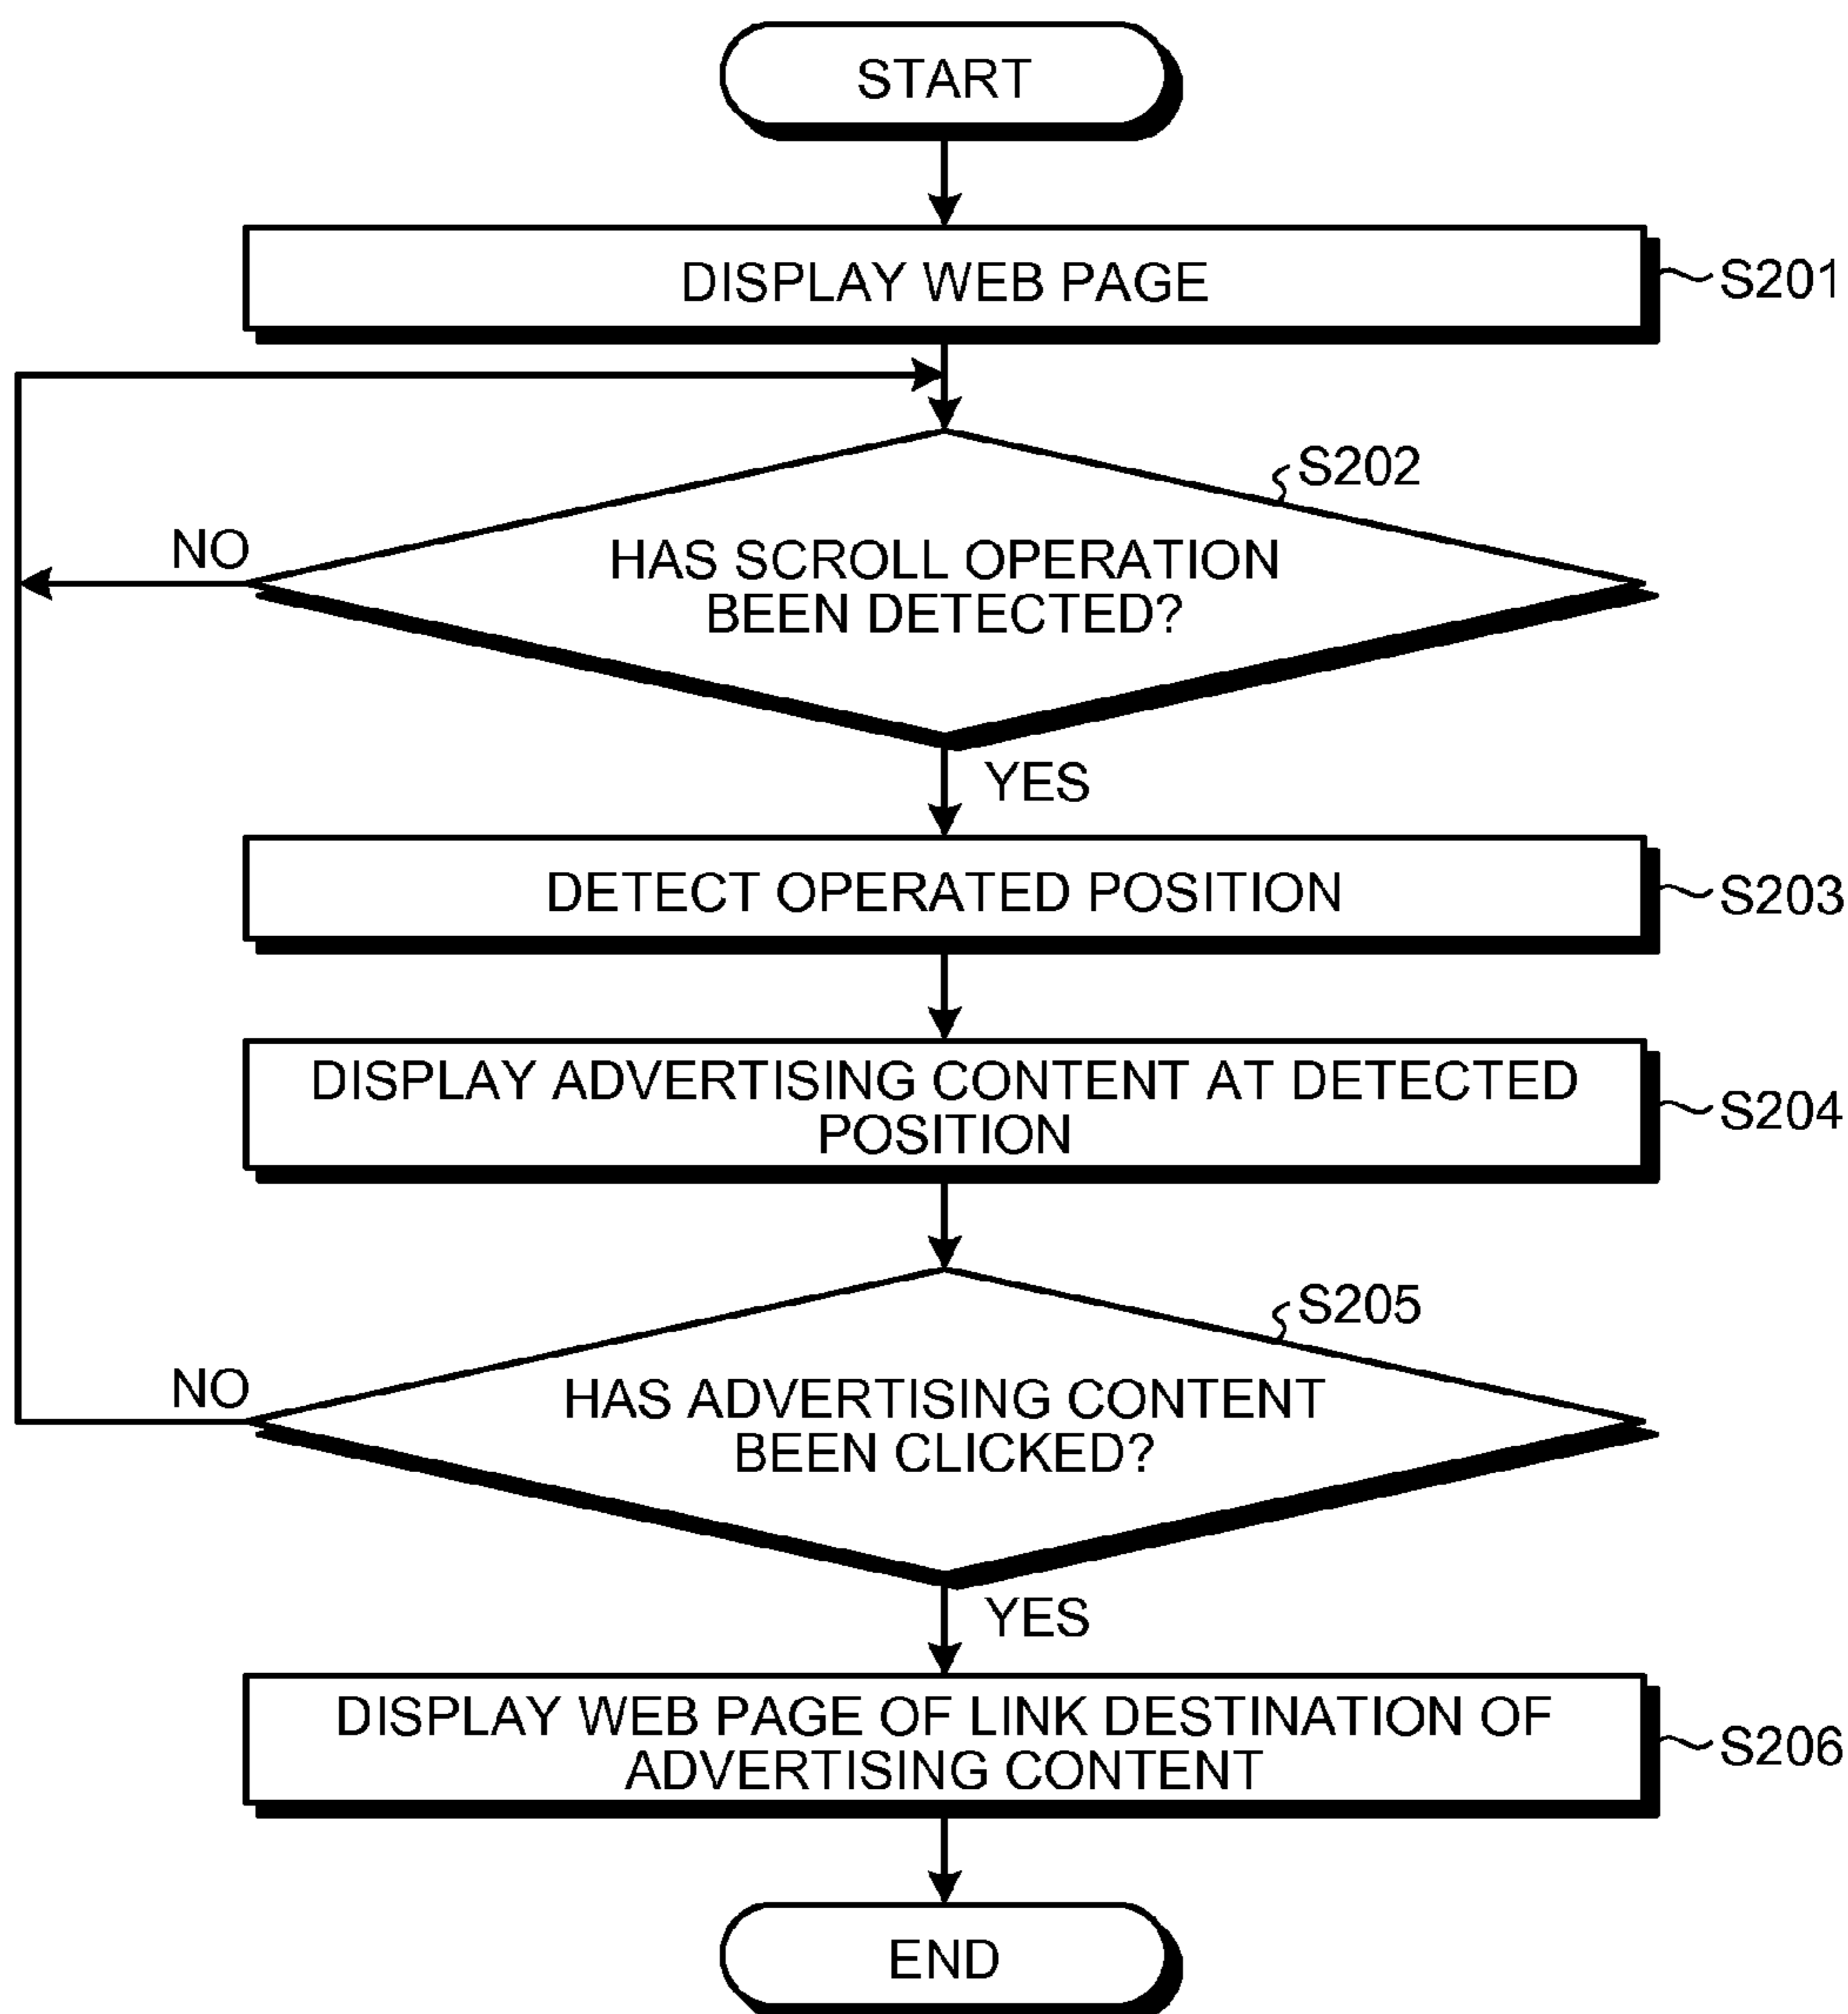 START
DISPLAY WEB PAGE
S201
S202
NO
HAS SCROLL OPERATION
BEEN DETECTED?
YES
DETECT OPERATED POSITION
S203
DISPLAY ADVERTISING CONTENT AT DETECTED
POSITION
S204
S205
NO
HAS ADVERTISING CONTENT
BEEN CLICKED?
YES
DISPLAY WEB PAGE OF LINK DESTINATION OF
ADVERTISING CONTENT
S206
END